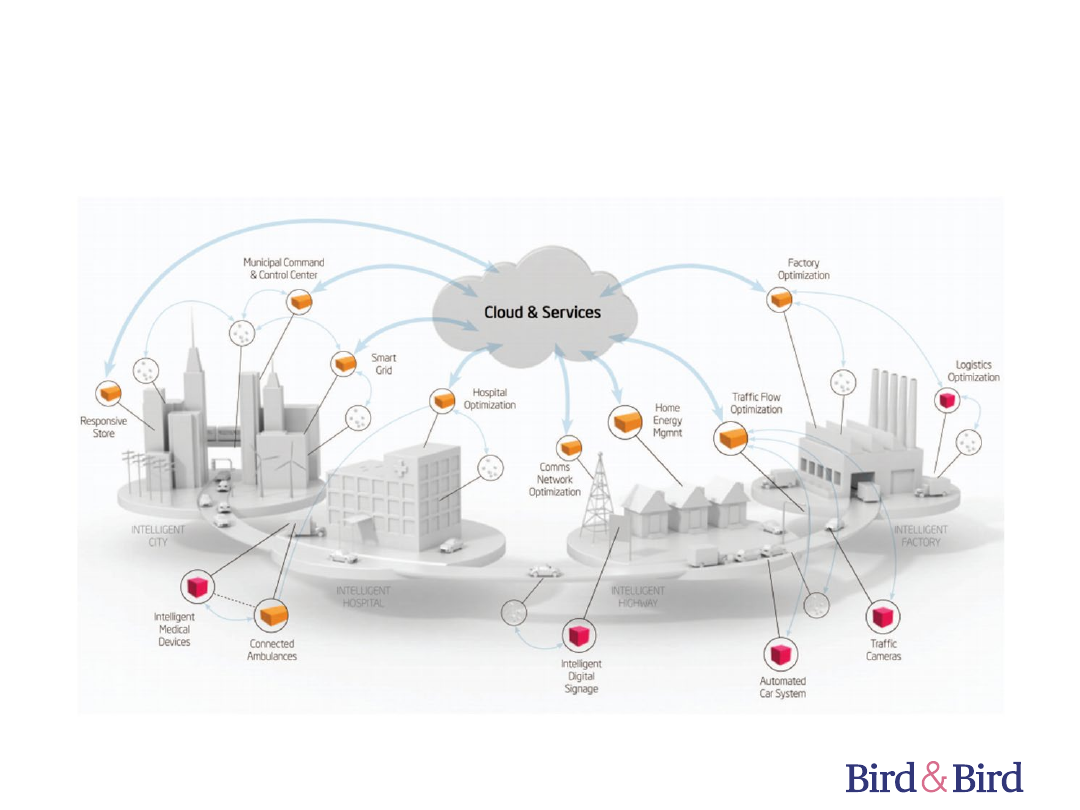 Municipal Command
& Control Center
Factory
Optimization
Cloud & Services
Smart
Grid
Logistics
Optimization
Responsive
Store
Hospital
Optimization
Home
Energy
Mgmnt
Traffic Flow
Optimization
Comms
Network
Optimization
INTELLIGENT
CITY
INTELLIGENT
FACTORY
INTELLIGENT
HOSPITAL
INTELLIGENT
HIGHWAY
Intelligent
Medical
Devices
Connected
Ambulances
Intelligent
Digital
Signage
Automated
Car System
Traffic
Cameras
Bird & Bird